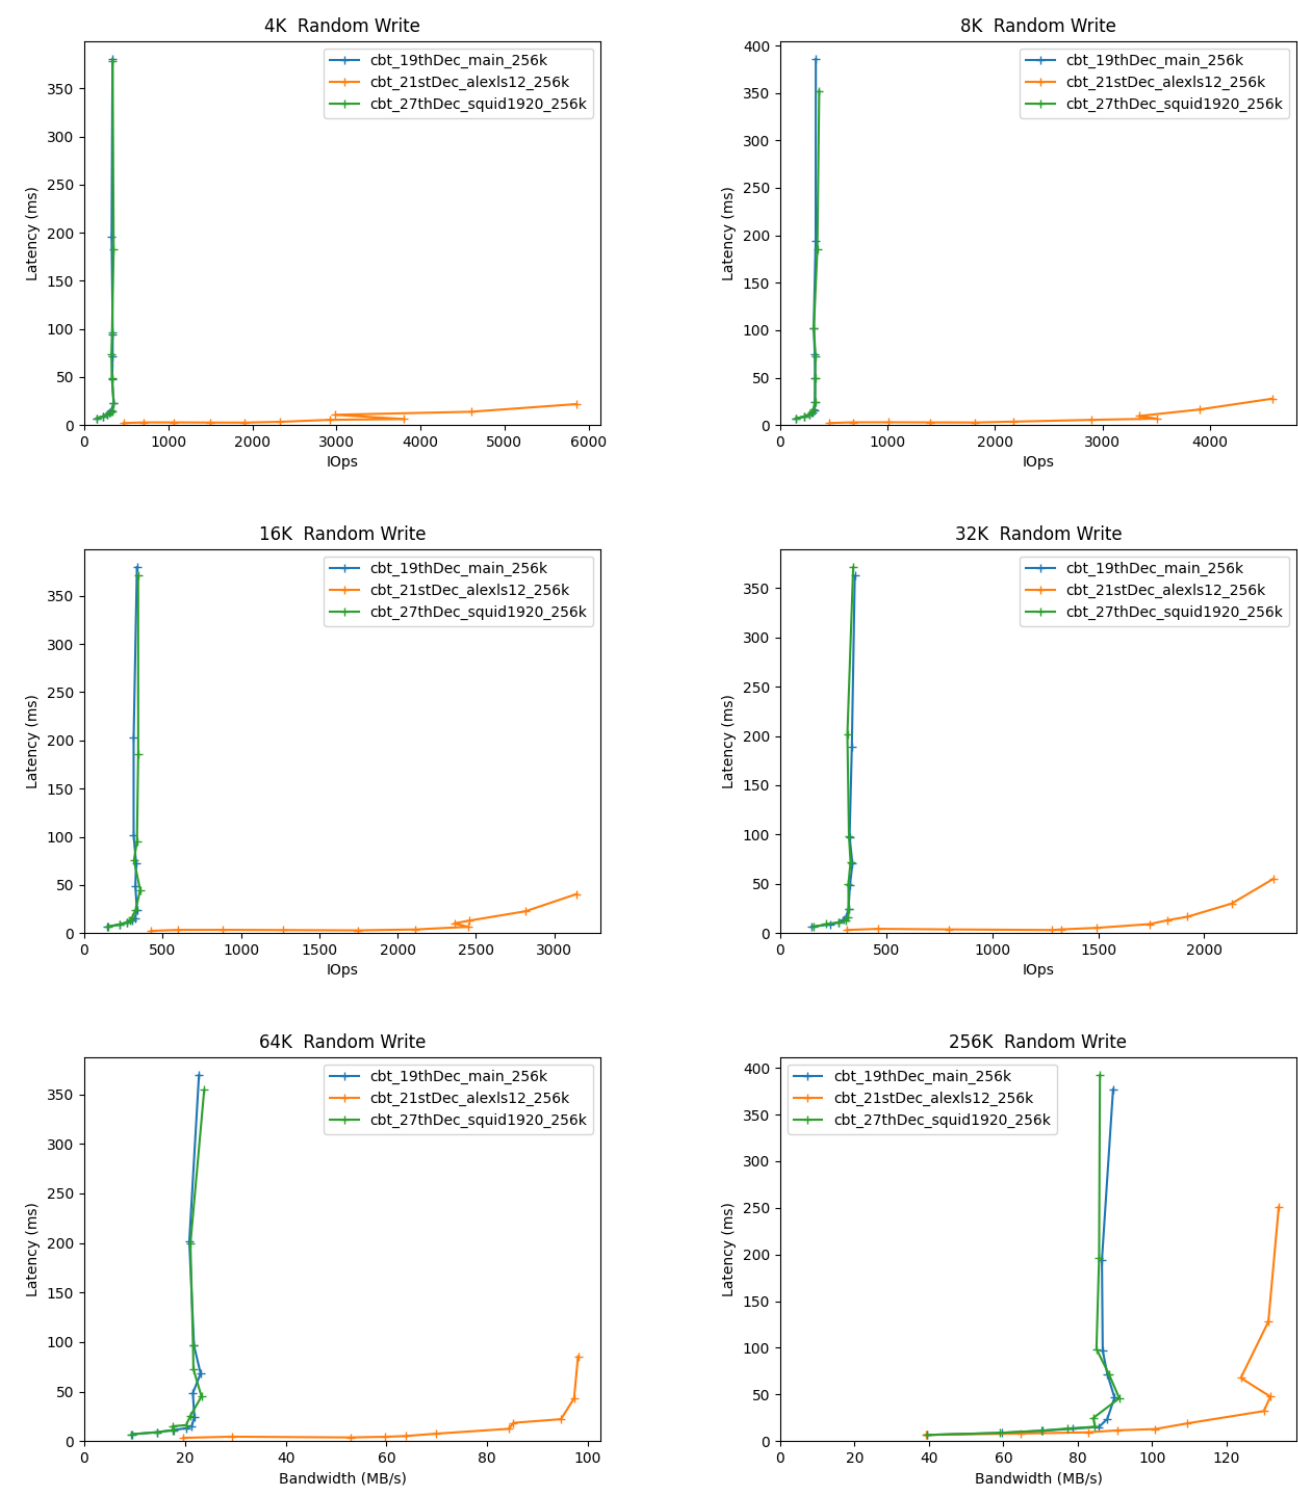 4K  Random Write
Latency (ms)
350
300
250
200
150
100
50
0
cbt_19thDec_main_256k
cbt_21stDec_alexls12_256k
cbt_27thDec_squid1920_256k
0 1000 2000 3000 4000 5000 6000
IOps
8K  Random Write
Latency (ms)
400
350
300
250
200
150
100
50
0
cbt_19thDec_main_256k
cbt_21stDec_alexls12_256k
cbt_27thDec_squid1920_256k
0 1000 2000 3000 4000
IOps
16K  Random Write
Latency (ms)
350
300
250
200
150
100
50
0
cbt_19thDec_main_256k
cbt_21stDec_alexls12_256k
cbt_27thDec_squid1920_256k
0 500 1000 1500 2000 2500 3000
IOps
32K  Random Write
Latency (ms)
350
300
250
200
150
100
50
0
cbt_19thDec_main_256k
cbt_21stDec_alexls12_256k
cbt_27thDec_squid1920_256k
0 500 1000 1500 2000
IOps
64K  Random Write
Latency (ms)
350
300
250
200
150
100
50
0
cbt_19thDec_main_256k
cbt_21stDec_alexls12_256k
cbt_27thDec_squid1920_256k
0 20 40 60 80 100
Bandwidth (MB/s)
256K  Random Write
Latency (ms)
400
350
300
250
200
150
100
50
0
cbt_19thDec_main_256k
cbt_21stDec_alexls12_256k
cbt_27thDec_squid1920_256k
0 20 40 60 80 100 120
Bandwidth (MB/s)